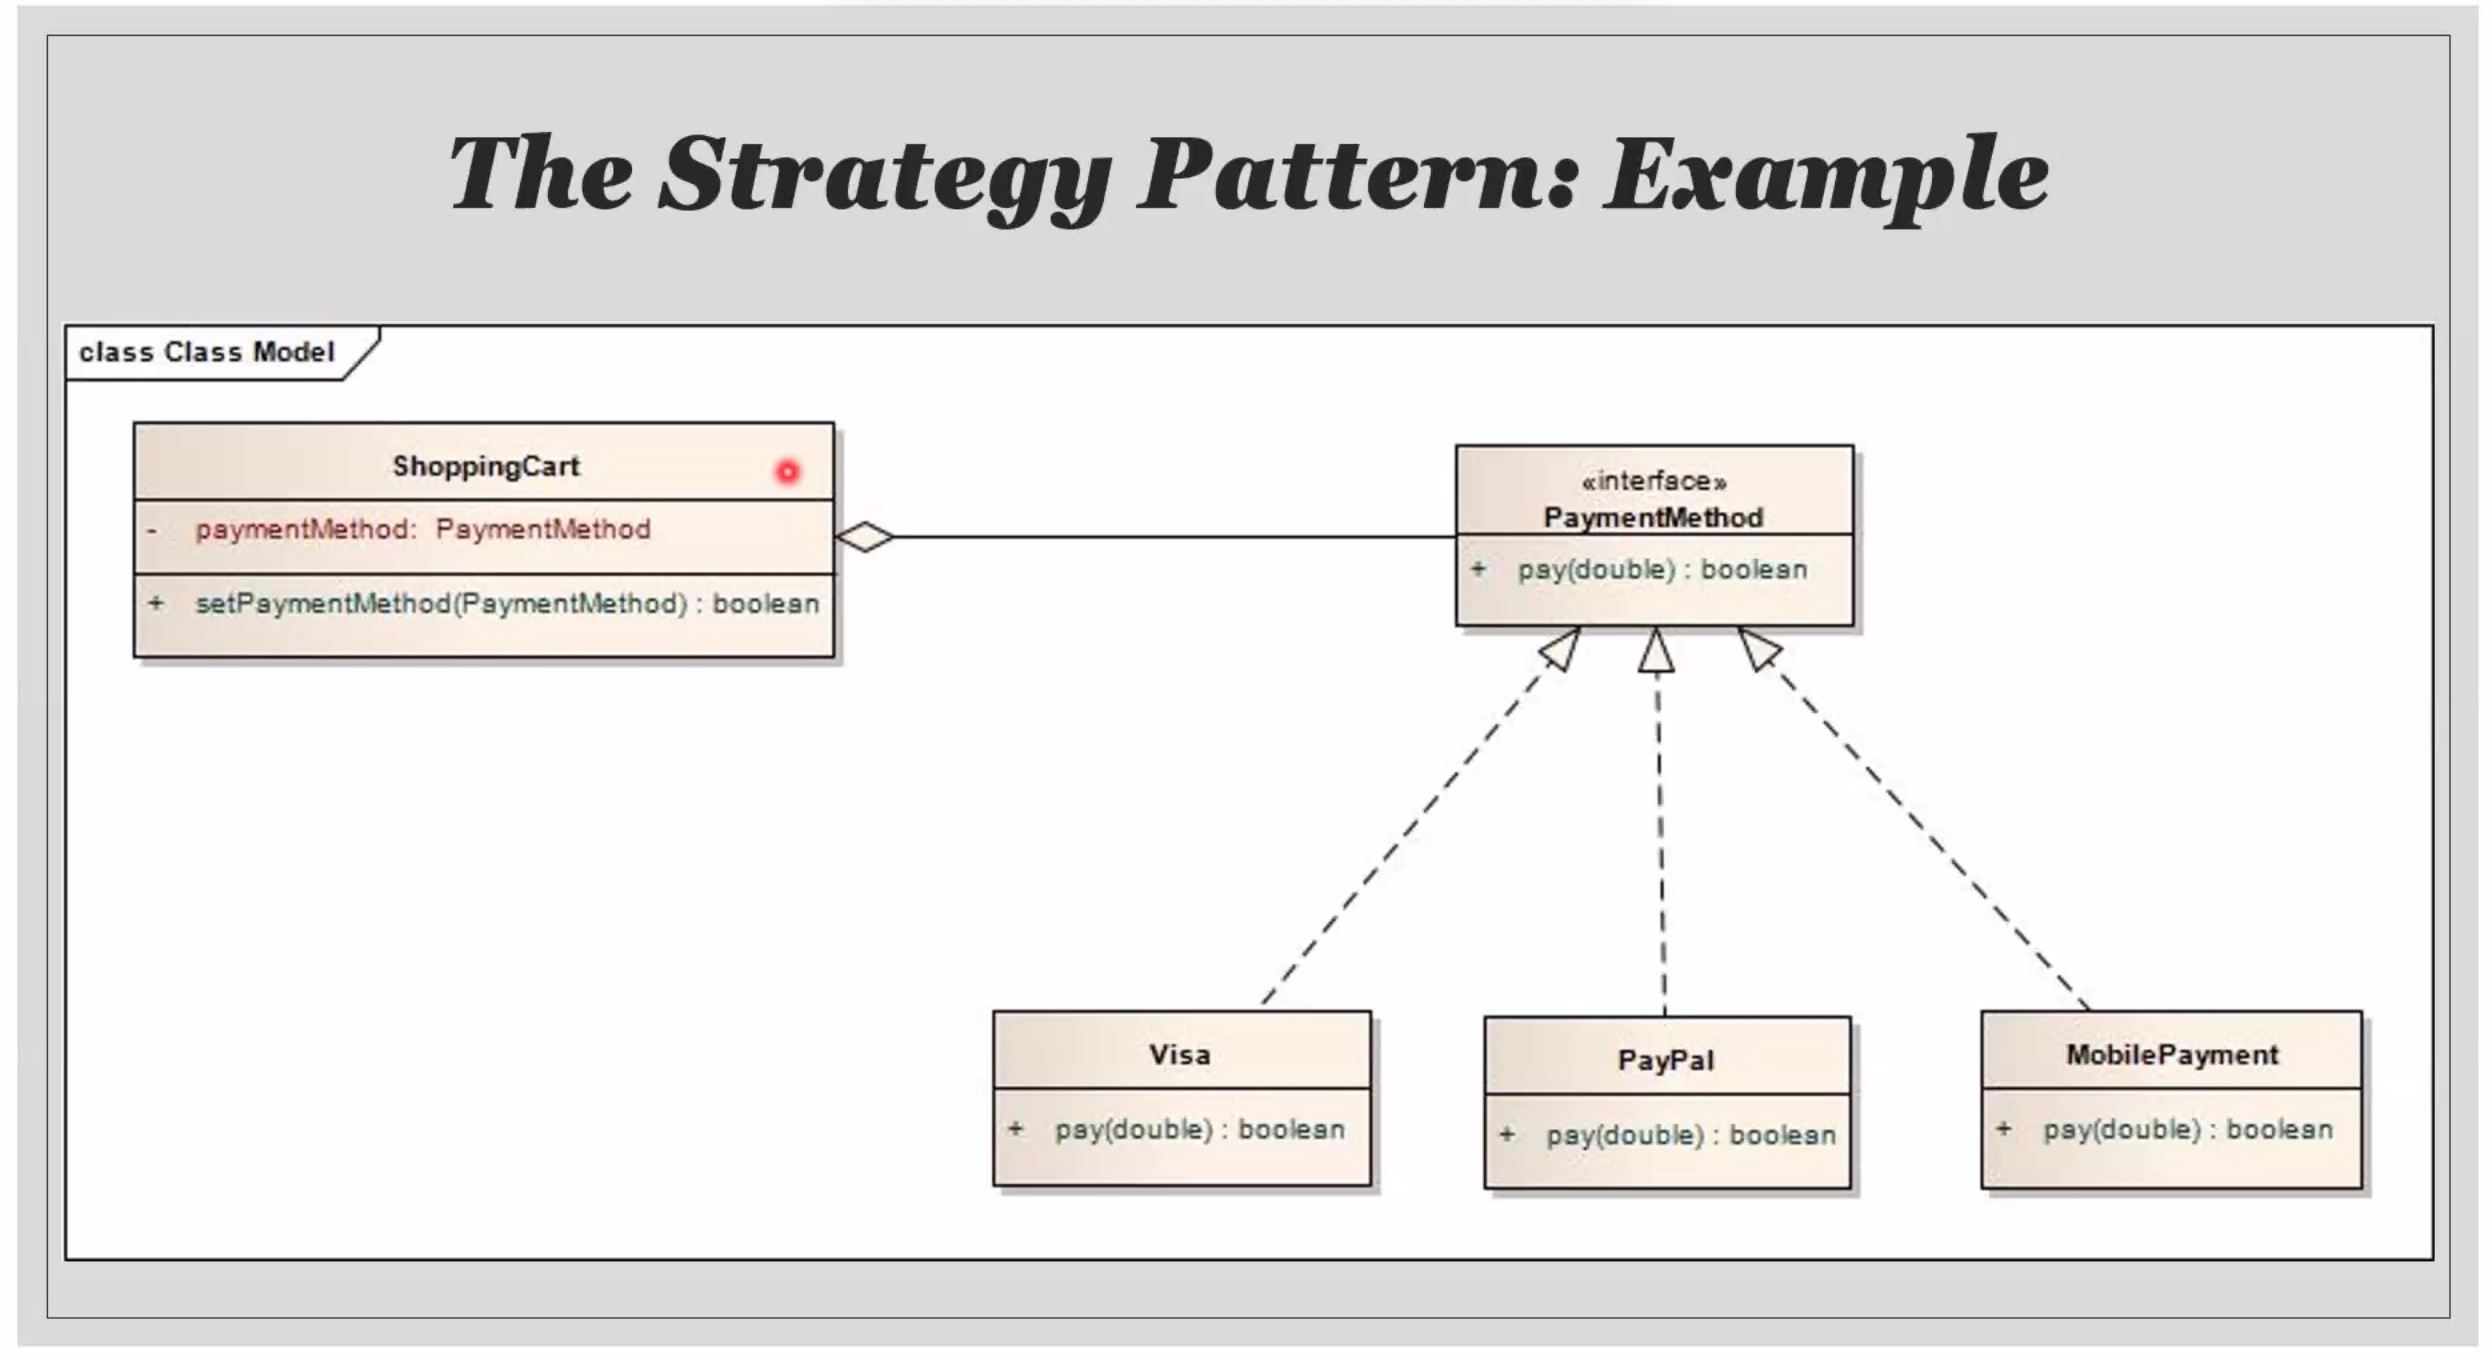 The Strategy Pattern: Example
class Class Model
ShoppingCart
- paymentMethod: PaymentMethod
+ setPaymentMethod(PaymentMethod) : boolean
«interface»
PaymentMethod
+ pay(double) : boolean
Visa
+ pay(double) : boolean
PayPal
+ pay(double) : boolean
MobilePayment
+ pay(double) : boolean